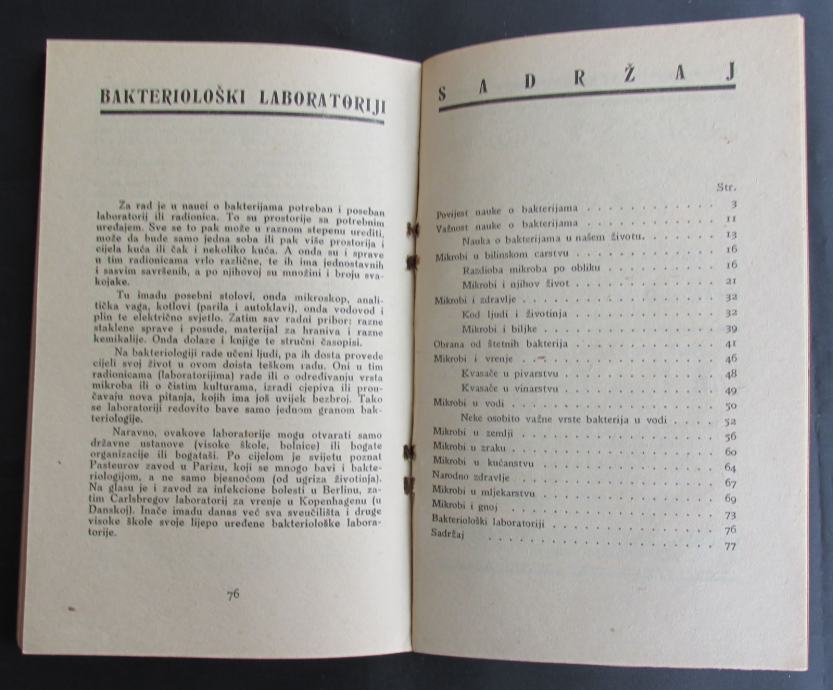 BAKTERIOLOŠKI LABORATORIJI
Za rad je u nauci o bakterijama potreban i poseban
laboratorij ili radionica. To su prostorije sa potrebnim
uređajem. Sve se to pak može u raznom stepenu urediti,
može da bude samo jedna soba ili pak više prostorija i
cijela kuća ili čak i nekoliko kuća. A onda su i sprave
u tim radionicama vrlo različne, te ih ima jednostavnih
i sasvim savršenih, a po njihovoj su množini i broju sva-
kojake.
Tu imadu posebni stolovi, onda mikroskop, anali-
tička vaga, kotlovi (parila i autoklavi), onda vodovod i
plin te električno svjetlo. Zatim sav radni pribor: razne
staklene sprave i posude, materijal za hraniva i razne
kemikalije. Onda dolaze i knjige te stručni časopisi.
Na bakteriologiji rade učeni ljudi, pa ih dosta provede
cijeli svoj život u ovom doista teškom radu. Oni u tim
radionicama (laboratorijima) rade ili o određivanju vrsta
mikroba ili o čistim kulturama, izradi cjepiva ili prou-
čavaju nova pitanja, kojih ima još uvijek bezbroj. Tako
se laboratoriji redovito bave samo jednom granom bak-
teriologije.
Naravno, ovakove laboratorije mogu otvarati samo
državne ustanove (visoke škole, bolnice) ili bogate
organizacije ili bogataši. Po cijelom je svijetu poznat
Pasteurov zavod u Parizu, koji se mnogo bavi i bakte-
riologijom, a ne samo bjesnoćom (od ugriza životinja).
Na glasu je i zavod za infekcione bolesti u Berlinu, za-
tim Carlsbregov laboratorij za vrenje u Kopenhagenu (u
Danskoj). Inače imadu danas već sva sveučilišta i druge
visoke škole svoje lijepo uređene bakteriološke labora-
torije.
76
SADRŽAJ
Str.
Povijest nauke o bakterijama . . . . . . . . . . 3
Važnost nauke o bakterijama . . . . . . . . . . 11
Nauka o bakterijama u našem životu. . . . . . . 13
Mikrobi u bilinskom carstvu . . . . . . . . . . 16
Razdioba mikroba po obliku . . . . . . . . . 16
Mikrobi i njihov život . . . . . . . . . . . 21
Mikrobi i zdravlje . . . . . . . . . . . . . 32
Kod ljudi i životinja . . . . . . . . . . . 32
Mikrobi i biljke . . . . . . . . . . . . . 39
Obrana od štetnih bakterija . . . . . . . . . . 41
Mikrobi i vrenje . . . . . . . . . . . . . 46
Kvasače u pivarstvu . . . . . . . . . . . 48
Kvasače u vinarstvu . . . . . . . . . . . 49
Mikrobi u vodi . . . . . . . . . . . . . . 50
Neke osobito važne vrste bakterija u vodi . . . . . 52
Mikrobi u zemlji . . . . . . . . . . . . . 56
Mikrobi u zraku . . . . . . . . . . . . . 60
Mikrobi u kućanstvu . . . . . . . . . . . . 64
Narodno zdravlje . . . . . . . . . . . . . 67
Mikrobi u mljekarstvu . . . . . . . . . . . 69
Mikrobi i gnoj . . . . . . . . . . . . . . 73
Bakteriološki laboratoriji . . . . . . . . . . 76
Sadržaj . . . . . . . . . . . . . . . . 77